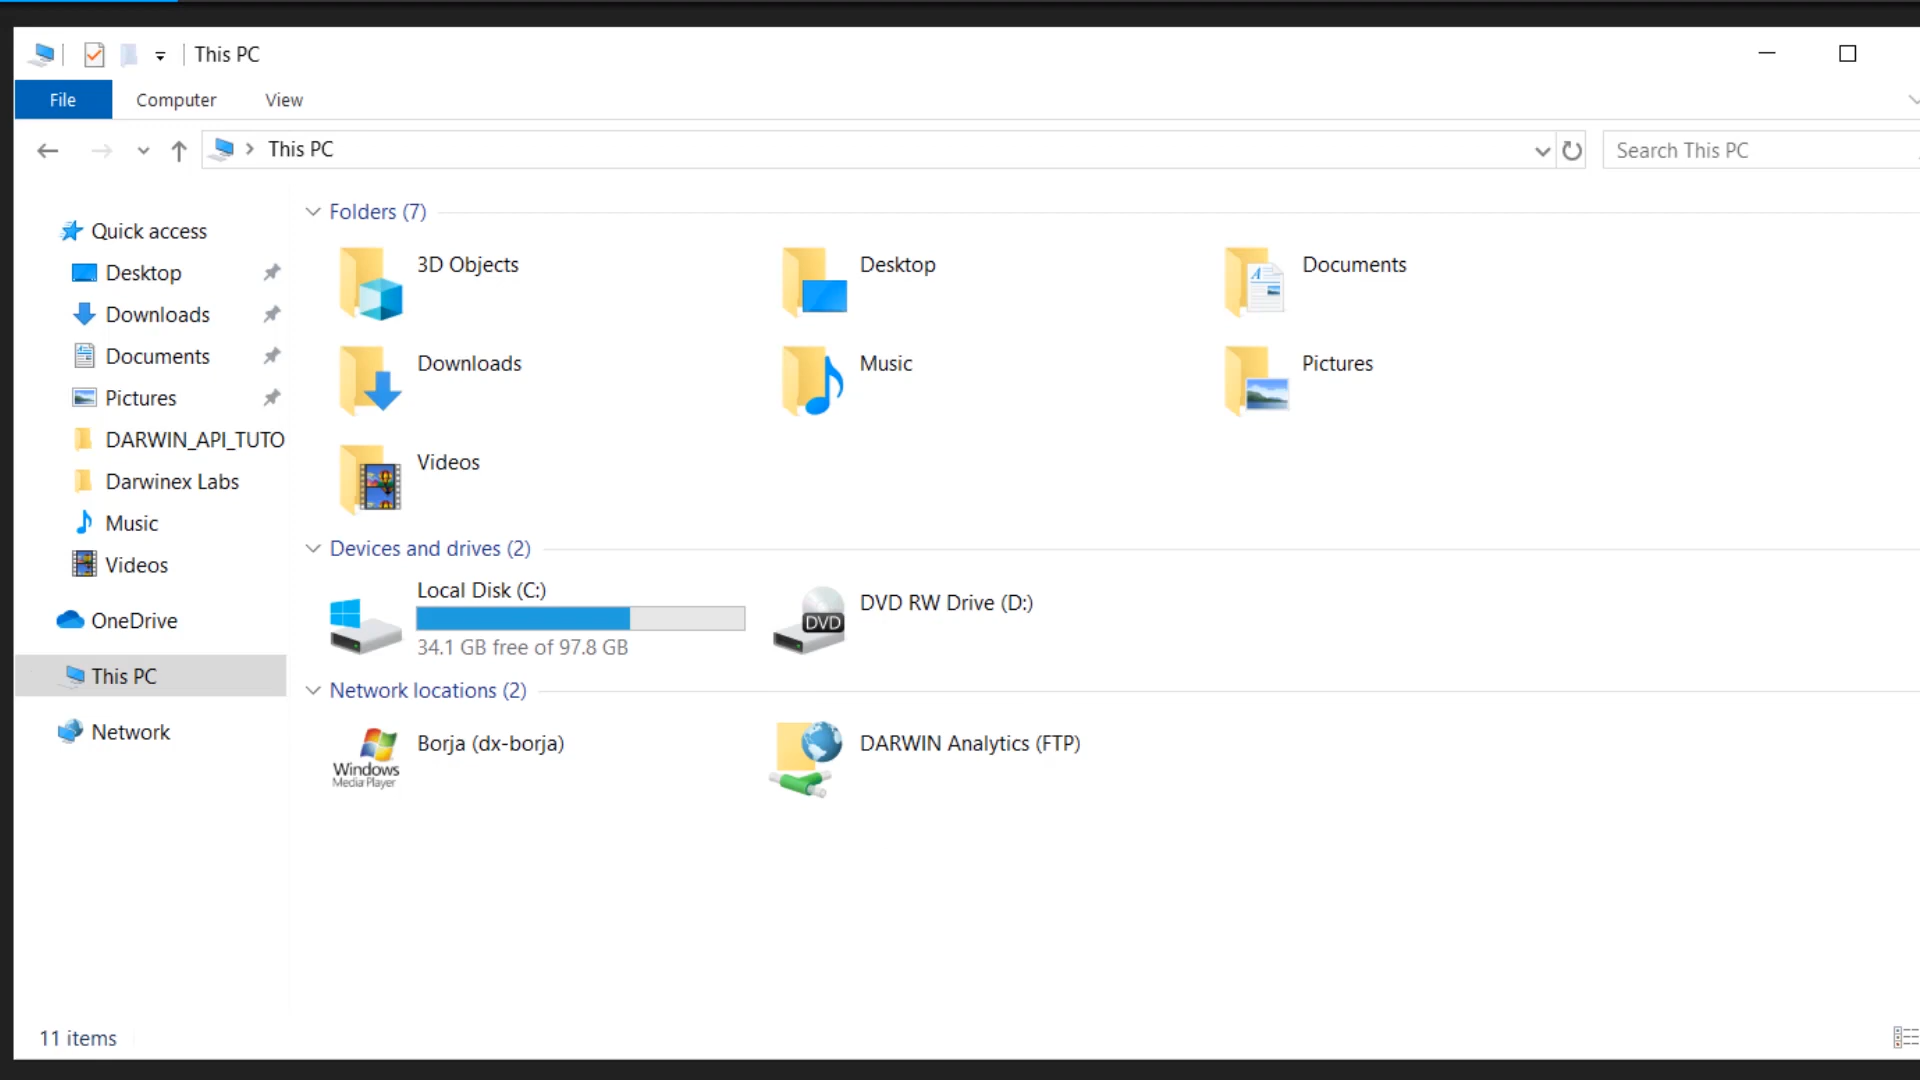 This PC
File Computer View
This PC
Search This PC
Quick access
Desktop
Downloads
Documents
Pictures
DARWIN_API_TUTO
Darwinex Labs
Music
Videos
OneDrive
This PC
Network
Folders (7)
3D Objects
Desktop
Documents
Downloads
Music
Pictures
Videos
Devices and drives (2)
Local Disk (C:)
34.1 GB free of 97.8 GB
DVD
DVD RW Drive (D:)
Network locations (2)
Windows
Media Player
Borja (dx-borja)
DARWIN Analytics (FTP)
11 items